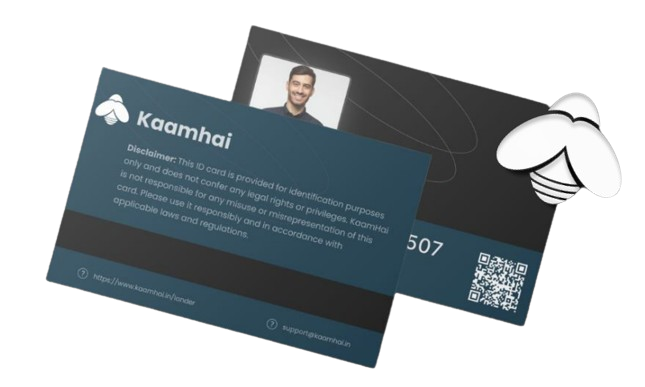 Kaamhai
Disclaimer: This ID card is provided for identification purposes
only and does not confer any legal rights or privileges. KaamHai
is not responsible for any misuse or misrepresentation of this
card. Please use it responsibly and in accordance with
applicable laws and regulations.
https://www.kaamhai.in/iander
support@kaamhai.in
507